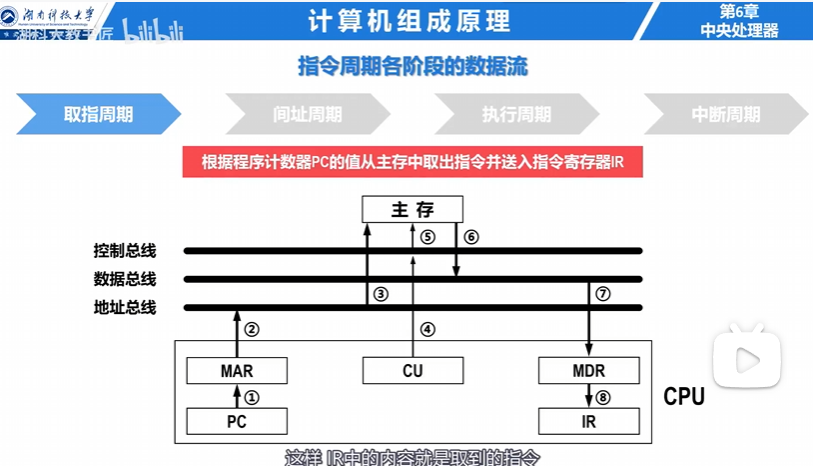 湖南科技大学
Hunan University of Science and Technology
计算机组成原理
第6章
中央处理器
湖科大教书匠 bilibili
指令周期各阶段的数据流
取指周期 间址周期 执行周期 中断周期
根据程序计数器PC的值从主存中取出指令并送入指令寄存器IR
主存
⑤ ⑥
控制总线
数据总线
③ ⑦
地址总线
② ④
MAR CU MDR
① ⑧
CPU
PC IR
这样 IR中的内容就是取到的指令